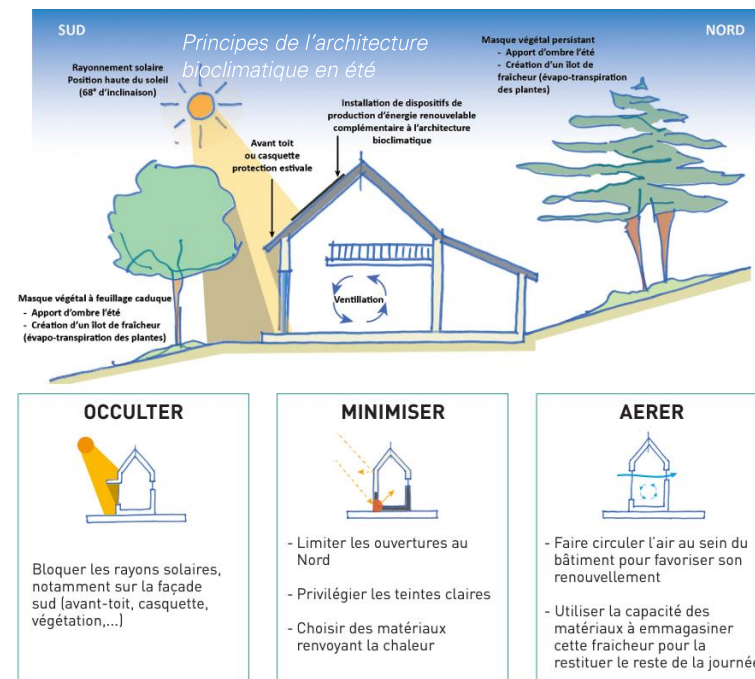 SUD
NORD
Principes de l'architecture
bioclimatique en été
Rayonnement solaire
Position haute du soleil
(68° d'inclinaison)
Masque végétal persistant
- Apport d'ombre l'été
- Création d'un îlot de
fraîcheur (évapo-transpiration
des plantes)
Installation de dispositifs de
production d'énergie renouvelable
complémentaire à l'architecture
bioclimatique
Avant toit
ou casquette
protection estivale
Masque végétal à feuillage caduque
- Apport d'ombre l'été
- Création d'un îlot de fraîcheur
(évapo-transpiration des plantes)
Ventillation
OCCULTER
Bloquer les rayons solaires,
notamment sur la façade
sud (avant-toit, casquette,
végétation,...)
MINIMISER
- Limiter les ouvertures au
Nord
- Privilégier les teintes claires
- Choisir des matériaux
renvoyant la chaleur
AERER
- Faire circuler l'air au sein du
bâtiment pour favoriser son
renouvellement
- Utiliser la capacité des
matériaux à emmagasiner
cette fraicheur pour la
restituer le reste de la journée